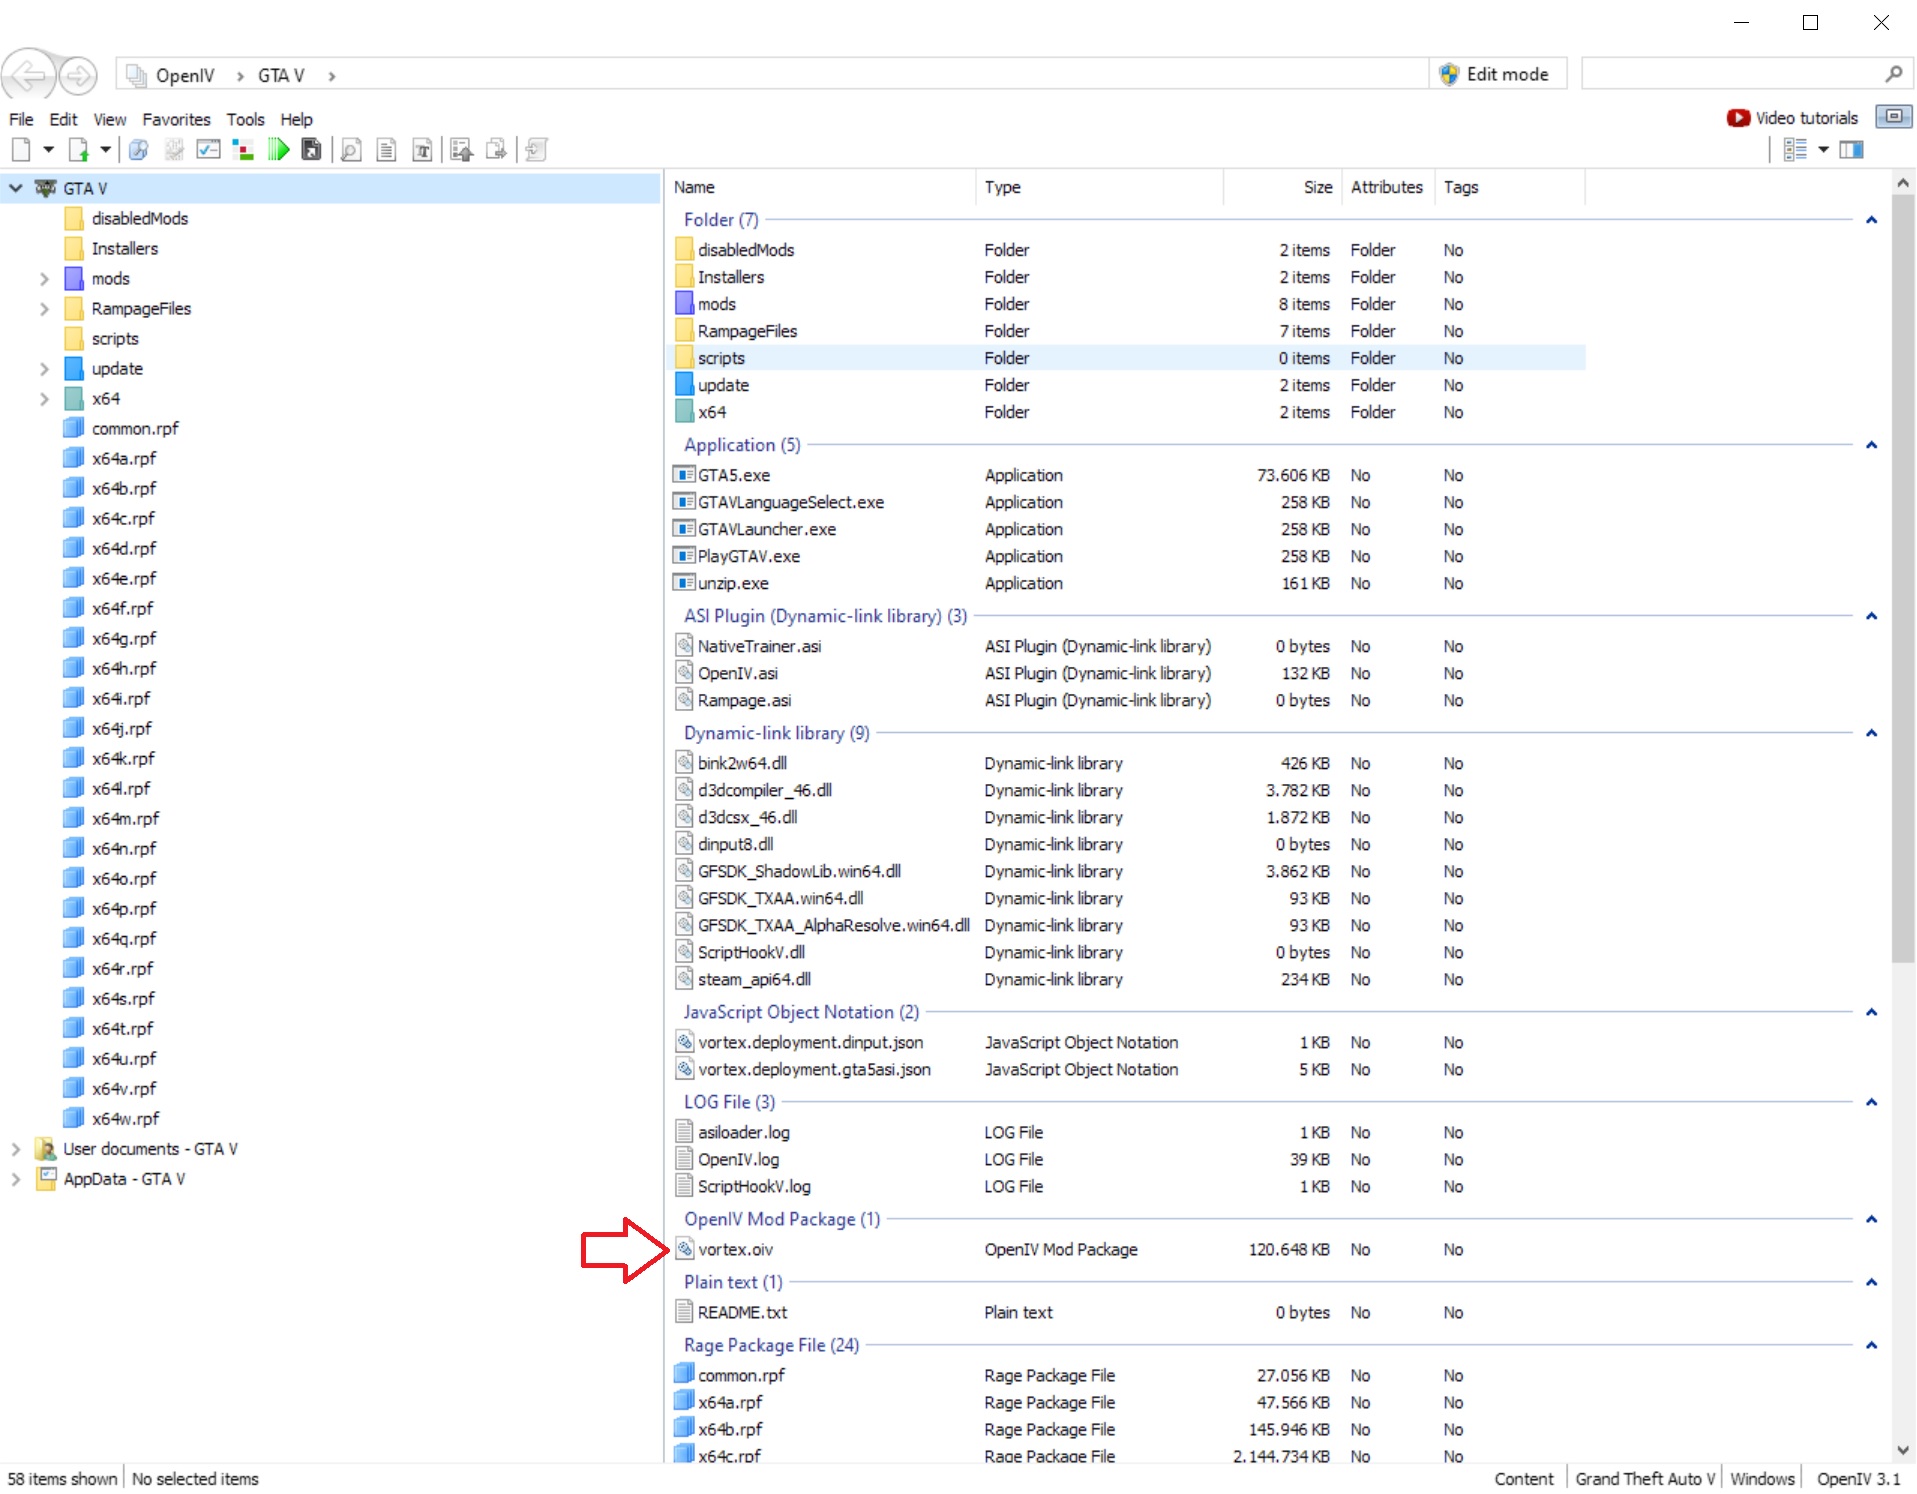 OpenIV > GTA V >
Edit mode
File Edit View Favorites Tools Help
Video tutorials
GTA V
disabledMods
Installers
mods
RampageFiles
scripts
update
x64
common.rpf
x64a.rpf
x64b.rpf
x64c.rpf
x64d.rpf
x64e.rpf
x64f.rpf
x64g.rpf
x64h.rpf
x64i.rpf
x64j.rpf
x64k.rpf
x64l.rpf
x64m.rpf
x64n.rpf
x64o.rpf
x64p.rpf
x64q.rpf
x64r.rpf
x64s.rpf
x64t.rpf
x64u.rpf
x64v.rpf
x64w.rpf
User documents - GTA V
AppData - GTA V
Name Type Size Attributes Tags
Folder (7)
disabledMods Folder 2 items Folder No
Installers Folder 2 items Folder No
mods Folder 8 items Folder No
RampageFiles Folder 7 items Folder No
scripts Folder 0 items Folder No
update Folder 2 items Folder No
x64 Folder 2 items Folder No
Application (5)
GTA5.exe Application 73.606 KB No No
GTAVLanguageSelect.exe Application 258 KB No No
GTAVLauncher.exe Application 258 KB No No
PlayGTAV.exe Application 258 KB No No
unzip.exe Application 161 KB No No
ASI Plugin (Dynamic-link library) (3)
NativeTrainer.asi ASI Plugin (Dynamic-link library) 0 bytes No No
OpenIV.asi ASI Plugin (Dynamic-link library) 132 KB No No
Rampage.asi ASI Plugin (Dynamic-link library) 0 bytes No No
Dynamic-link library (9)
bink2w64.dll Dynamic-link library 426 KB No No
d3dcompiler_46.dll Dynamic-link library 3.782 KB No No
d3dcsx_46.dll Dynamic-link library 1.872 KB No No
dinput8.dll Dynamic-link library 0 bytes No No
GFSDK_ShadowLib.win64.dll Dynamic-link library 3.862 KB No No
GFSDK_TXAA.win64.dll Dynamic-link library 93 KB No No
GFSDK_TXAA_AlphaResolve.win64.dll Dynamic-link library 93 KB No No
ScriptHookV.dll Dynamic-link library 0 bytes No No
steam_api64.dll Dynamic-link library 234 KB No No
JavaScript Object Notation (2)
vortex.deployment.dinput.json JavaScript Object Notation 1 KB No No
vortex.deployment.gta5asi.json JavaScript Object Notation 5 KB No No
LOG File (3)
asiloader.log LOG File 1 KB No No
OpenIV.log LOG File 39 KB No No
ScriptHookV.log LOG File 1 KB No No
OpenIV Mod Package (1)
vortex.oiv OpenIV Mod Package 120.648 KB No No
Plain text (1)
README.txt Plain text 0 bytes No No
Rage Package File (24)
common.rpf Rage Package File 27.056 KB No No
x64a.rpf Rage Package File 47.566 KB No No
x64b.rpf Rage Package File 145.946 KB No No
x64c.rpf Rage Package File 2.144.734 KB No No
58 items shown No selected items Content Grand Theft Auto V Windows OpenIV 3.1